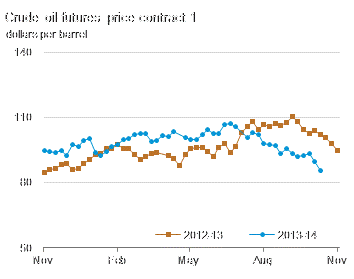 Crude oil futures price contract 1
dollars per barrel
140
110
80
50
Nov Feb May Aug Nov
2012-13 2013-14